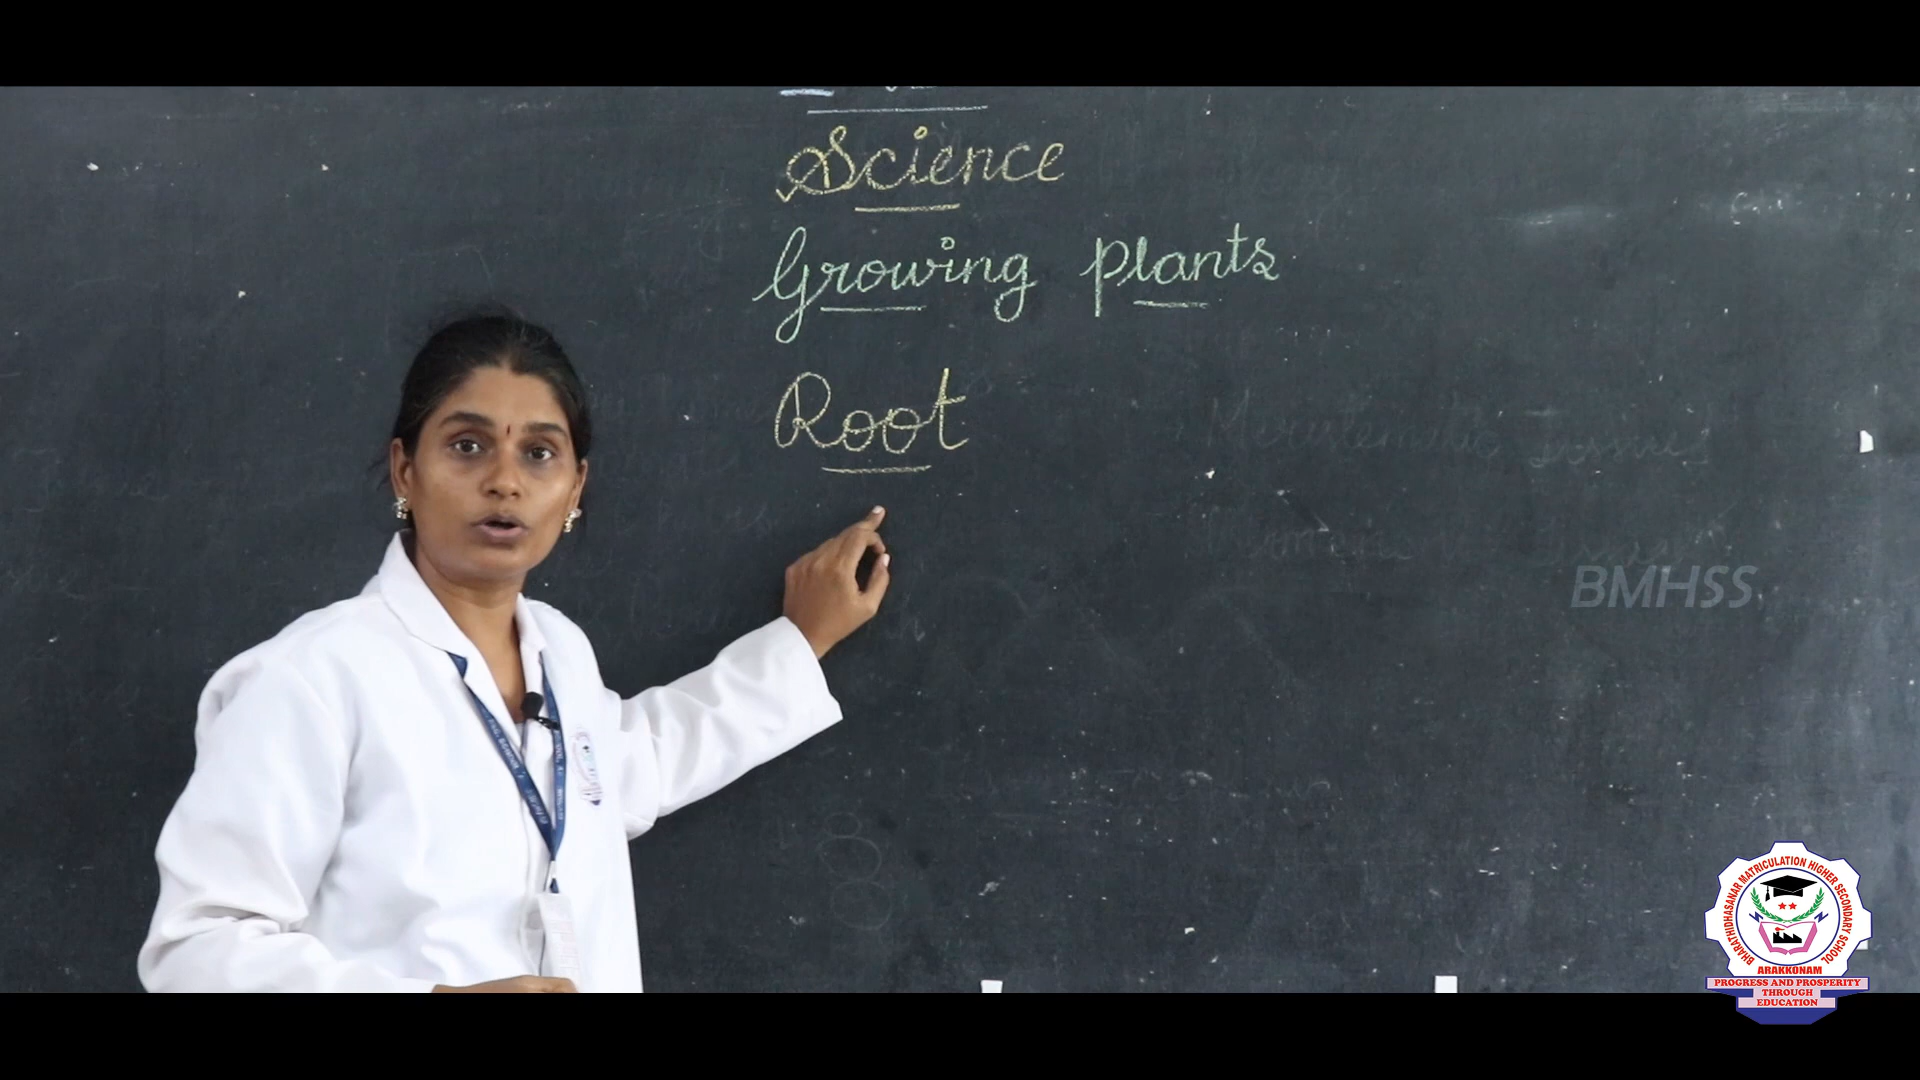 Science
Growing plants
Root
BMHSS
BHARATHIDHASANAR MATRICULATION HIGHER SECONDARY SCHOOL
ARAKKONAM
PROGRESS AND PROSPERITY
THROUGH
EDUCATION